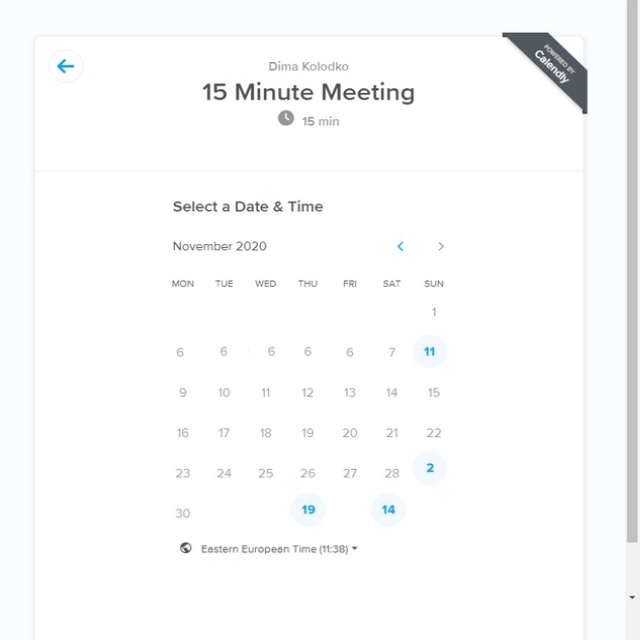 POWERED BY
Calendly
Dima Kolodko
15 Minute Meeting
15 min
Select a Date & Time
November 2020 < >
MON TUE WED THU FRI SAT SUN
1
6 6 6 6 6 7 11
9 10 11 12 13 14 15
16 17 18 19 20 21 22
23 24 25 26 27 28 2
30 19 14
Eastern European Time (11:38)